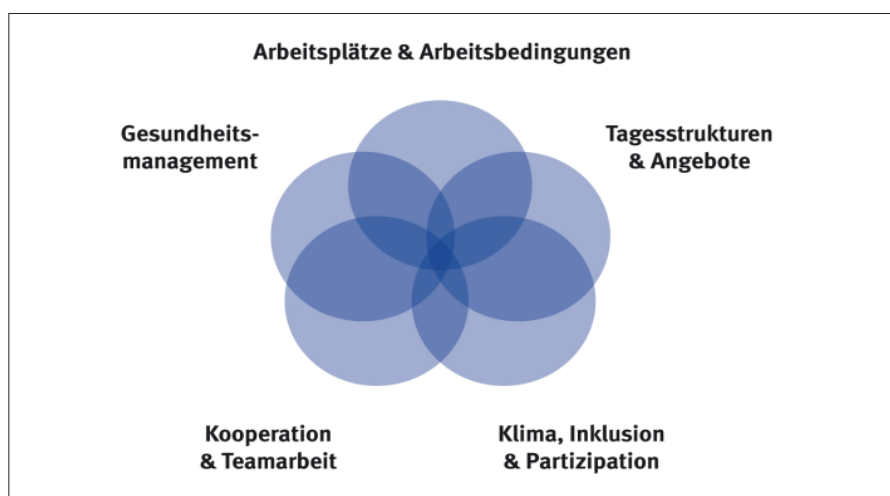 Arbeitsplätze & Arbeitsbedingungen
Gesundheits-
management
Tagesstrukturen
& Angebote
Kooperation
& Teamarbeit
Klima, Inklusion
& Partizipation